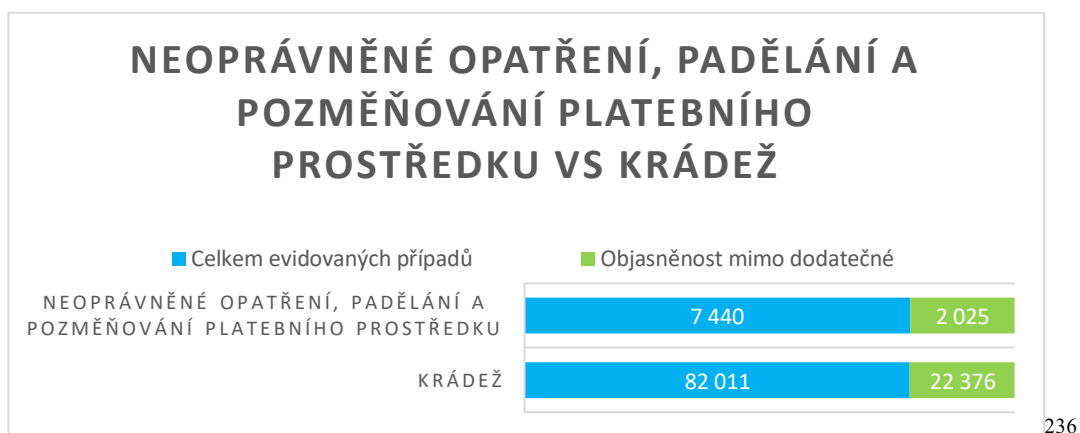 NEOPRÁVNĚNÉ OPATŘENÍ, PADĚLÁNÍ A
POZMĚŇOVÁNÍ PLATEBNÍHO
PROSTŘEDKU VS KRÁDEŽ
Celkem evidovaných případů Objasněnost mimo dodatečné
NEOPRÁVNĚNÉ OPATŘENÍ, PADĚLÁNÍ A
POZMĚŇOVÁNÍ PLATEBNÍHO PROSTŘEDKU
7 440 2 025
KRÁDEŽ 82 011 22 376
236